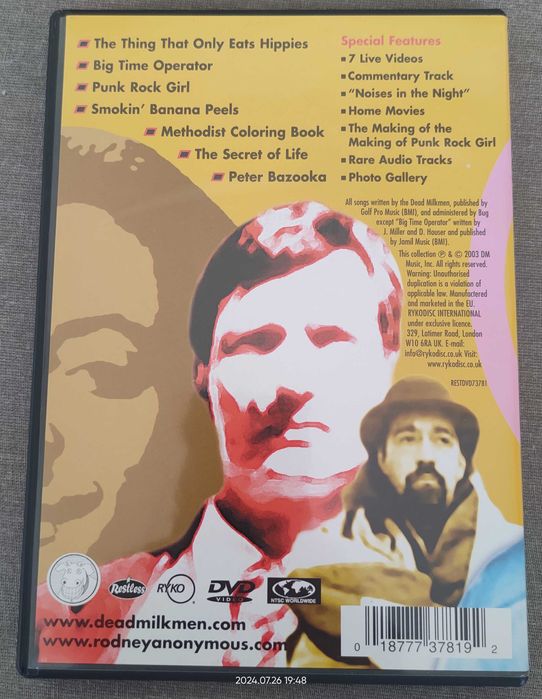 The Thing That Only Eats Hippies
Big Time Operator
Punk Rock Girl
Smokin' Banana Peels
Methodist Coloring Book
The Secret of Life
Peter Bazooka
Special Features
7 Live Videos
Commentary Track
"Noises in the Night"
Home Movies
The Making of the
Making of Punk Rock Girl
Rare Audio Tracks
Photo Gallery
All songs written by the Dead Milkmen, published by
Golf Pro Music (BMI), and administered by Bug
except "Big Time Operator" written by
J. Miller and D. Hauser and published
by Jamil Music (BMI).
This collection ℗ & © 2003 DM
Music, Inc. All rights reserved.
Warning: Unauthorised
duplication is a violation of
applicable law. Manufactured
and marketed in the EU.
RYKODISC INTERNATIONAL
under exclusive licence.
329, Latimer Road, London
W10 6RA UK. E-mail:
info@rykodisc.co.uk Visit:
www.rykodisc.co.uk
RESTDVD73781
Restless
RYKO
DVD
VIDEO
NTSC WORLDWIDE
www.deadmilkmen.com
www.rodneyanonymous.com
0 18777 37819 2
2024.07.26 19:48